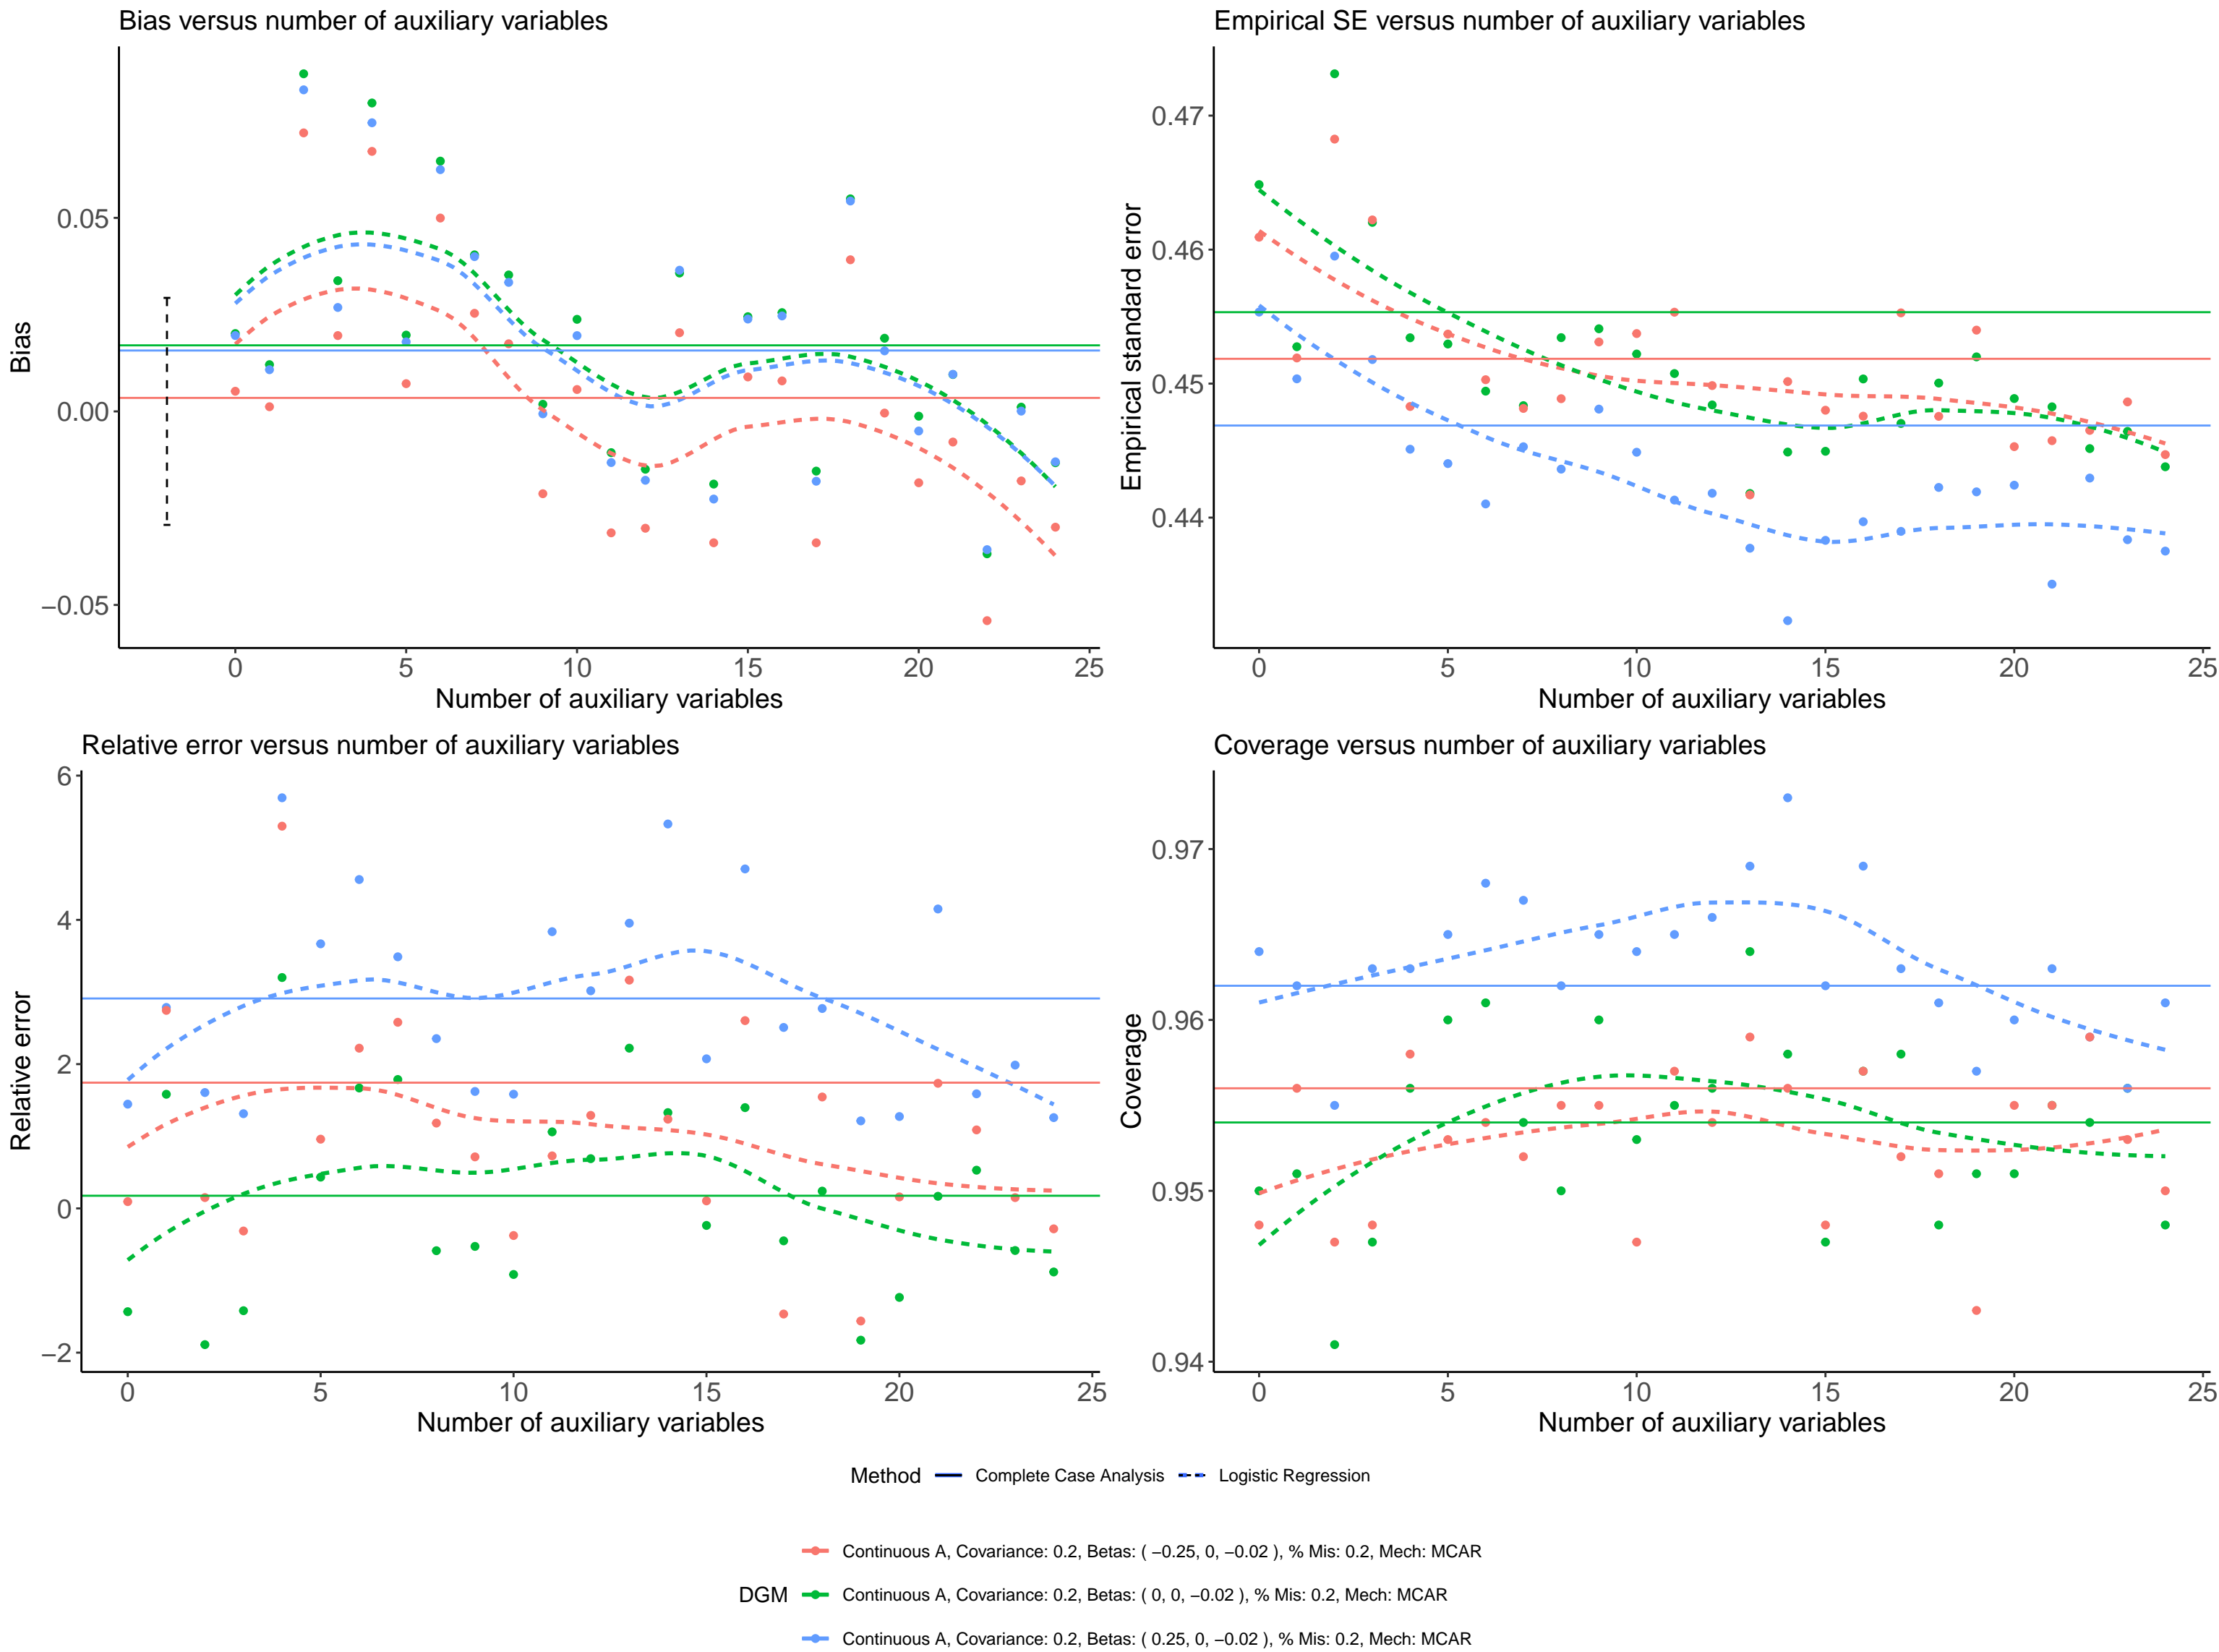 Bias versus number of auxiliary variables
Bias
0.05
0.00
−0.05
0 5 10 15 20 25
Number of auxiliary variables
Empirical SE versus number of auxiliary variables
Empirical standard error
0.47
0.46
0.45
0.44
0 5 10 15 20 25
Number of auxiliary variables
Relative error versus number of auxiliary variables
Relative error
6
4
2
0
−2
0 5 10 15 20 25
Number of auxiliary variables
Coverage versus number of auxiliary variables
Coverage
0.97
0.96
0.95
0.94
0 5 10 15 20 25
Number of auxiliary variables
Method Complete Case Analysis Logistic Regression
DGM
Continuous A, Covariance: 0.2, Betas: ( −0.25, 0, −0.02 ), % Mis: 0.2, Mech: MCAR
Continuous A, Covariance: 0.2, Betas: ( 0, 0, −0.02 ), % Mis: 0.2, Mech: MCAR
Continuous A, Covariance: 0.2, Betas: ( 0.25, 0, −0.02 ), % Mis: 0.2, Mech: MCAR